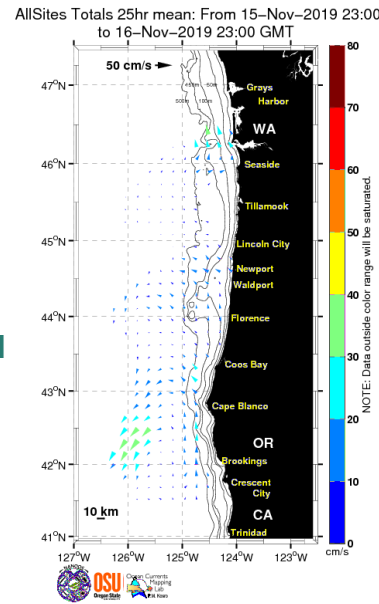 AllSites Totals 25hr mean: From 15-Nov-2019 23:00
to 16-Nov-2019 23:00 GMT
50 cm/s
Grays
Harbor
WA
Seaside
Tillamook
Lincoln City
Newport
Waldport
Florence
Coos Bay
Cape Blanco
OR
Brookings
Crescent
City
CA
Trinidad
10 km
47°N
46°N
45°N
44°N
43°N
42°N
41°N
127°W
126°W
125°W
124°W
123°W
80
70
60
50
40
30
20
10
0
cm/s
NOTE: Data outside color range will be saturated.
OSU
Oregon State
Ocean Currents
Mapping
Lab